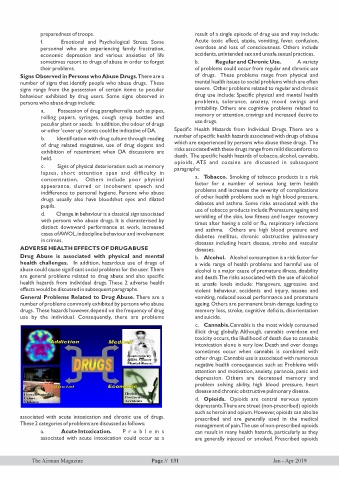 preparedness of troops.
f. Emotional and Psychological Stress. Some
personnel who are experiencing family frustration,
economic depression and various anxieties of life
sometimes resort to drugs of abuse in order to forget
their problems.
Signs Observed in Persons who Abuse Drugs. There are a
number of signs that identify people who abuse drugs. These
signs range from the possession of certain items to peculiar
behaviour exhibited by drug users. Some signs observed in
persons who abuse drugs include:
a. Possession of drug paraphernalia such as pipes,
rolling papers, syringes, cough syrup bottles and
peculiar plant or seeds. In addition, the odour of drugs
or other 'cover up' scents could be indicative of DA.
b. Identification with drug culture through reading
of drug related magazines, use of drug slogans and
exhibition of resentment when DA discussions are
held.
c. Signs of physical deterioration such as memory
lapses, short attention span and difficulty in
concentration. Others include poor physical
appearance, slurred or incoherent speech and
indifference to personal hygiene. Persons who abuse
drugs usually also have bloodshot eyes and dilated
pupils.
d. Change in behaviour is a classical sign associated
with persons who abuse drugs. It is characterised by
distinct downward performance at work, increased
cases of AWOL, indiscipline behaviour and involvement
in crimes.
ADVERSE HEALTH EFFECTS OF DRUG ABUSE
Drug Abuse is associated with physical and mental
health challenges. In addition, hazardous use of drugs of
abuse could cause significant social problems for the user. There
are general problems related to drug abuse and also specific
health hazards from individual drugs. These 2 adverse health
effects would be discussed in subsequent paragraphs.
General Problems Related to Drug Abuse. There are a
number of problems commonly exhibited by persons who abuse
drugs. These hazards however, depend on the frequency of drug
use by the individual. Consequently, there are problems
Addiction
DRUGS
associated with acute intoxication and chronic use of drugs.
These 2 categories of problems are discussed as follows:
a. Acute Intoxication. Problems
associated with acute intoxication could occur as a
result of a single episode of drug use and may include:
Acute toxic effect, ataxia, vomiting, fever, confusion,
overdose and loss of consciousness. Others include
accidents, unintended sex and unsafe sexual practices.
b. Regular and Chronic Use. A variety
of problems could occur from regular and chronic use
of drugs. These problems range from physical and
mental health issues to social problems which are often
severe. Other problems related to regular and chronic
drug use include: Specific physical and mental health
problems, tolerance, anxiety, mood swings and
irritability. Others are cognitive problems related to
memory or attention, cravings and increased desire to
use drugs.
Specific Health Hazards from Individual Drugs. There are a
number of specific health hazards associated with drugs of abuse
which are experienced by persons who abuse these drugs. The
risks associated with these drugs range from mild discomforts to
death. The specific health hazards of tobacco, alcohol, cannabis,
opioids, ATS and cocaine are discussed in subsequent
paragraphs:
a. Tobacco. Smoking of tobacco products is a risk
factor for a number of serious long term health
problems and increases the severity of complications
of other health problems such as high blood pressure,
diabetes and asthma. Some risks associated with the
use of tobacco products include: Premature ageing and
wrinkling of the skin, low fitness and longer recovery
times after having a cold or flu, respiratory infections
and asthma. Others are high blood pressure and
diabetes mellitus, chronic obstructive pulmonary
diseases including heart disease, stroke and vascular
diseases.
b. Alcohol. Alcohol consumption is a risk factor for
a wide range of health problems and harmful use of
alcohol is a major cause of premature illness, disability
and death. The risks associated with the use of alcohol
at unsafe levels include: Hangovers, aggressive and
violent behaviour, accidents and injury, nausea and
vomiting, reduced sexual performance and premature
ageing. Others are permanent brain damage leading to
memory loss, stroke, cognitive deficits, disorientation
and suicide.
c. Cannabis. Cannabis is the most widely consumed
illicit drug globally. Although, cannabis overdose and
toxicity occurs, the likelihood of death due to cannabis
intoxication alone is very low. Death and over dosage
sometimes occur when cannabis is combined with
other drugs. Cannabis use is associated with numerous
negative health consequences such as: Problems with
attention and motivation, anxiety, paranoia, panic and
depression. Others are decreased memory and
problem solving ability, high blood pressure, heart
disease and chronic obstructive pulmonary disease.
d. Opioids. Opioids are central nervous system
depressants. There are street (non-prescribed) opioids
such as heroin and opium. However, opioids can also be
prescribed and are generally used in the medical
management of pain. The use of non-prescribed opioids
can result in many health hazards, particularly as they
are generally injected or smoked. Prescribed opioids
The Airman Magazine Page // 131 Jan - Apr 2019